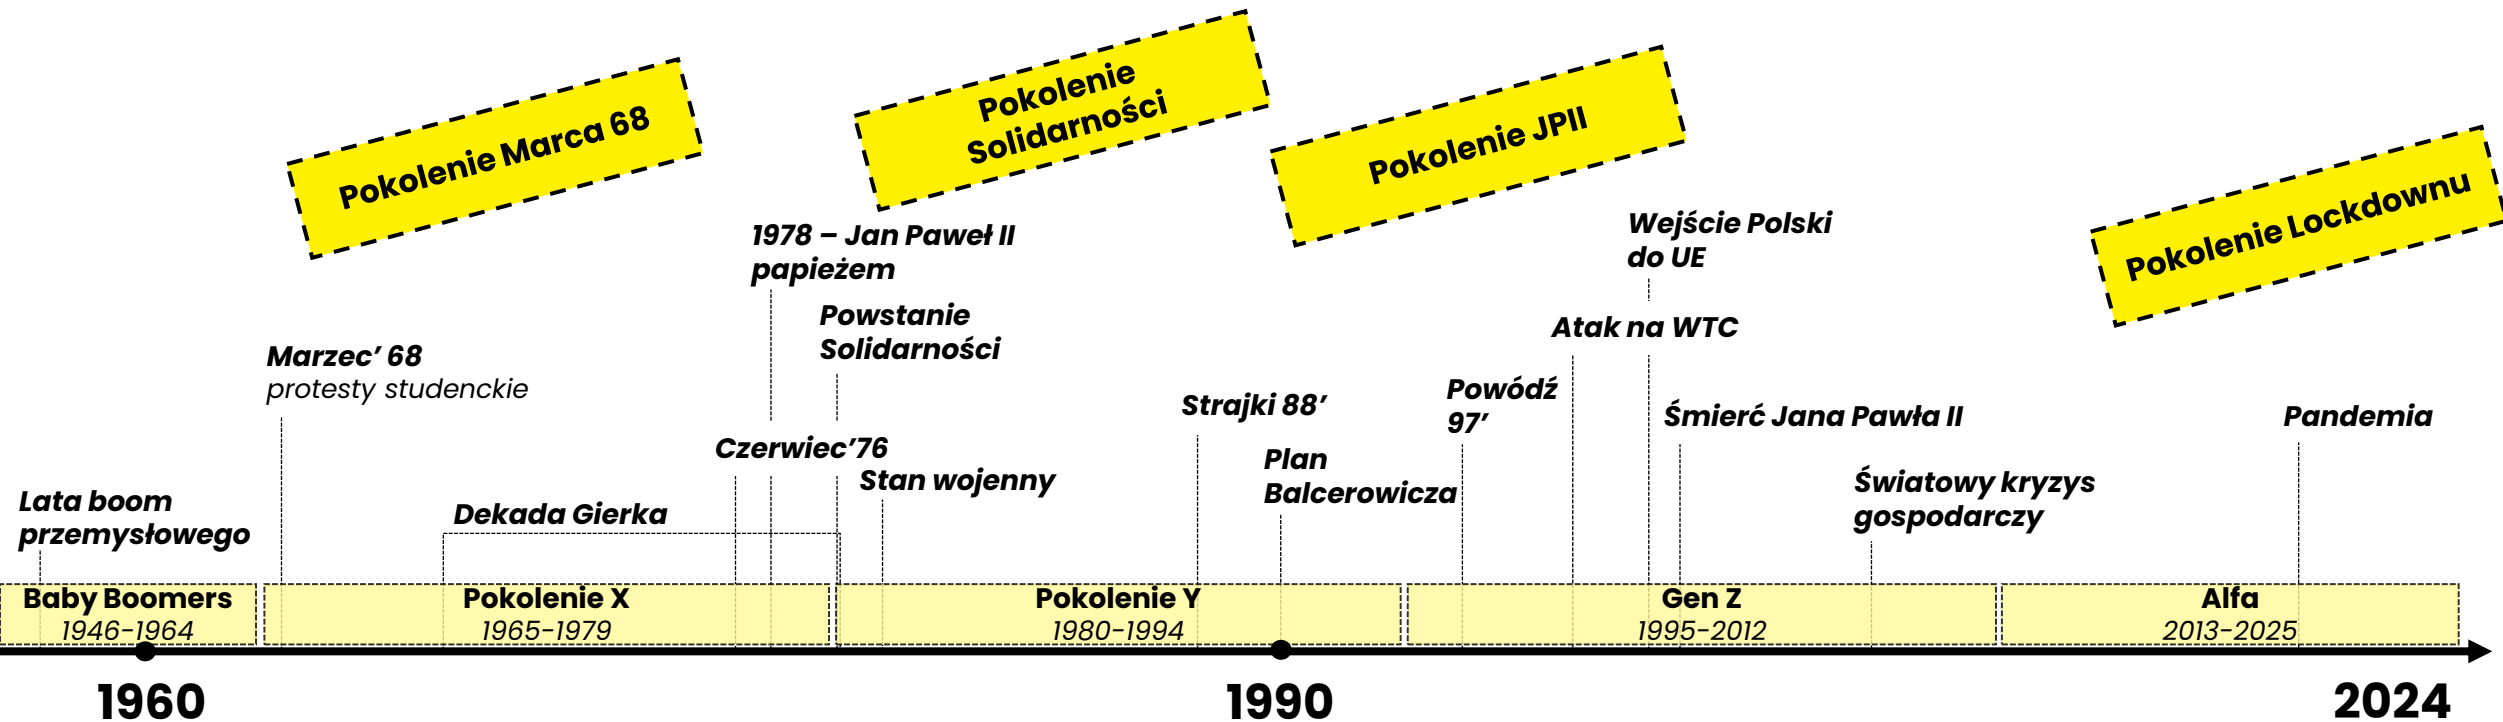 Pokolenie Marca 68
Pokolenie
Solidarności
Pokolenie JPII
Pokolenie Lockdownu
1978 – Jan Paweł II
papieżem
Wejście Polski
do UE
Powstanie
Solidarności
Atak na WTC
Marzec’ 68
protesty studenckie
Strajki 88’
Powódź
97’
Śmierć Jana Pawła II
Pandemia
Czerwiec’76
Stan wojenny
Plan
Balcerowicza
Światowy kryzys
gospodarczy
Lata boom
przemysłowego
Dekada Gierka
Baby Boomers
1946-1964
Pokolenie X
1965-1979
Pokolenie Y
1980-1994
Gen Z
1995-2012
Alfa
2013-2025
1960
1990
2024